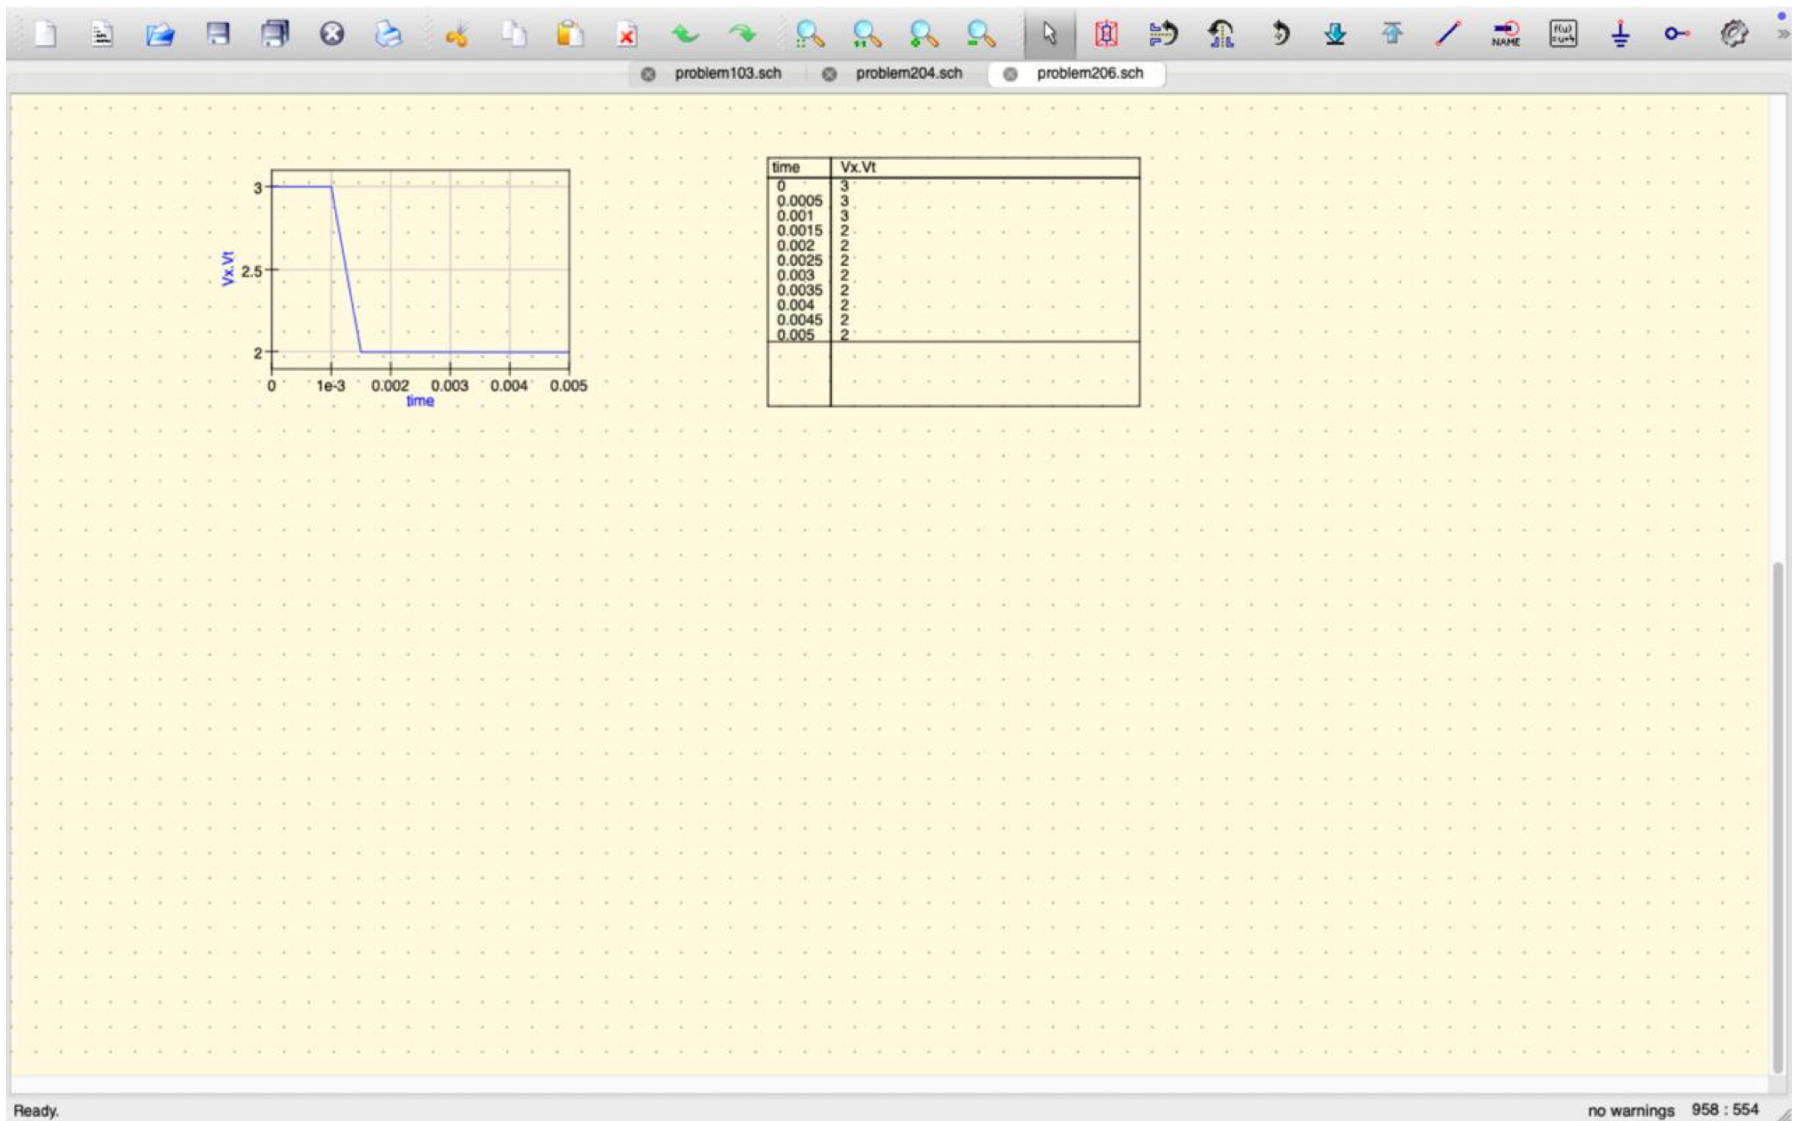 NAME
f(u) =u+4
problem103.sch problem204.sch problem206.sch
3
2.5
2
Vx.Vt
0 1e-3 0.002 0.003 0.004 0.005
time
time Vx.Vt
0 3
0.0005 3
0.001 3
0.0015 2
0.002 2
0.0025 2
0.003 2
0.0035 2
0.004 2
0.0045 2
0.005 2
Ready.
no warnings 958 : 554